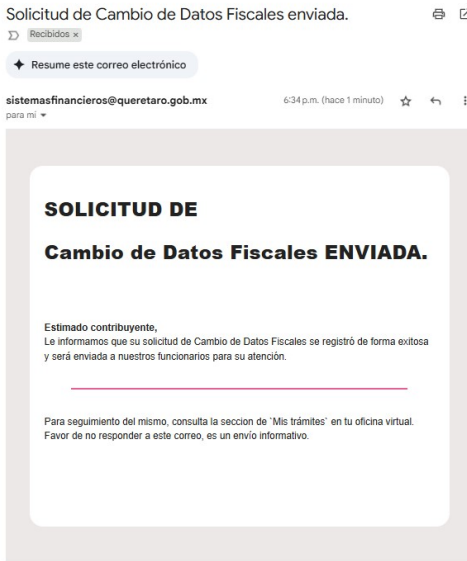 Solicitud de Cambio de Datos Fiscales enviada.
Recibidos ×
Resume este correo electrónico
sistemasfinancieros@queretaro.gob.mx 6:34 p.m. (hace 1 minuto)
para mí
SOLICITUD DE
Cambio de Datos Fiscales ENVIADA.
Estimado contribuyente,
Le informamos que su solicitud de Cambio de Datos Fiscales se registró de forma exitosa
y será enviada a nuestros funcionarios para su atención.
Para seguimiento del mismo, consulta la seccion de `Mis trámites` en tu oficina virtual.
Favor de no responder a este correo, es un envío informativo.